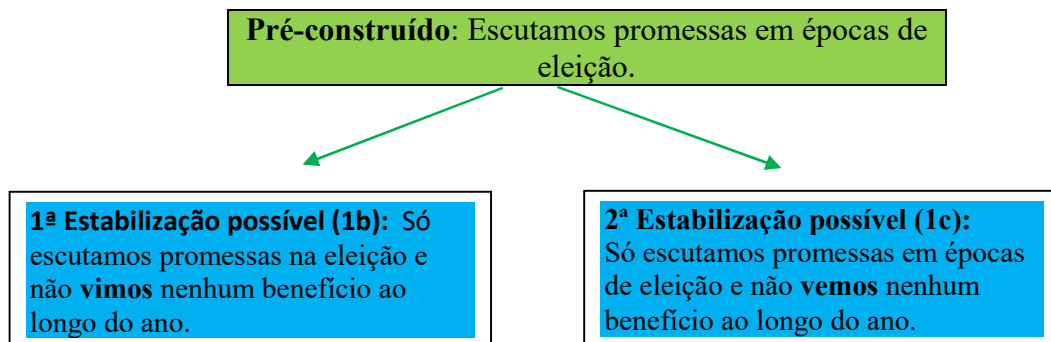 Pré-construído: Escutamos promessas em épocas de
eleição.
1ª Estabilização possível (1b): Só
escutamos promessas na eleição e
não vimos nenhum benefício ao
longo do ano.
2ª Estabilização possível (1c):
Só escutamos promessas em épocas
de eleição e não vemos nenhum
benefício ao longo do ano.